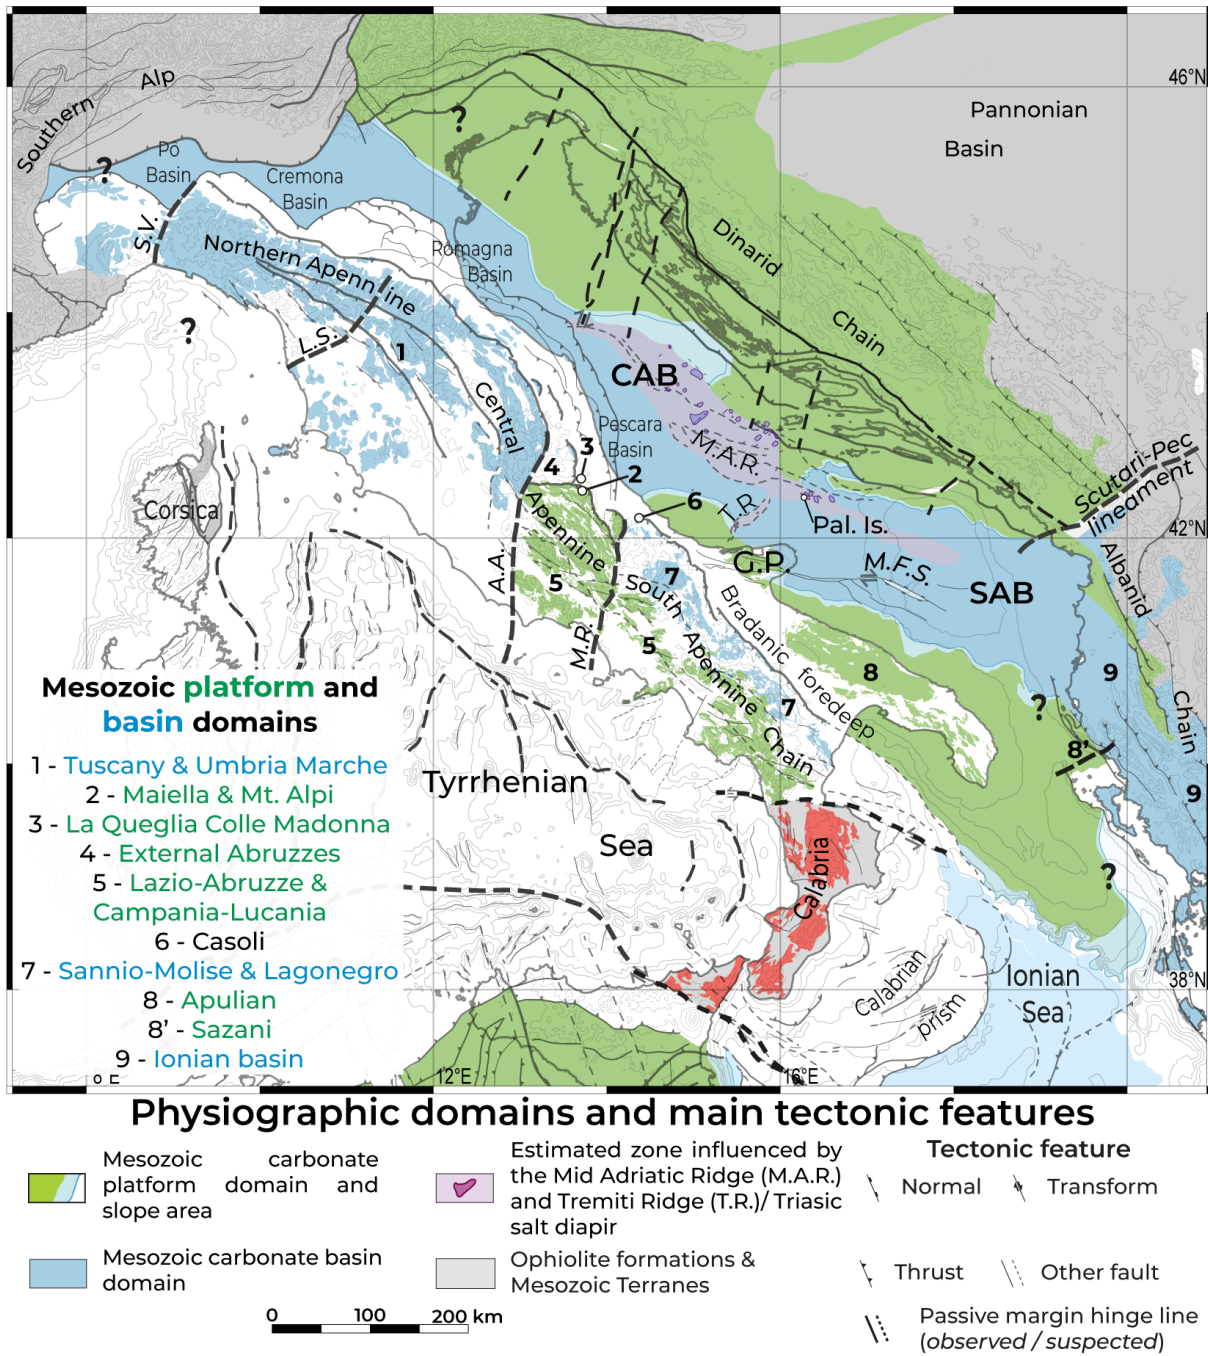 46°N
Southern
Alp
Pannonian
Basin
?
?
Po
Basin
Cremona
Basin
S.V.
Northern Apennine
Romagna
Basin
Dinarid
Chain
?
L.S.
1
CAB
Central
Pescara
Basin
M.A.R.
3
4
2
6
T.R
Pal. Is.
Scutari-Pec
lineament
Corsica
42°N
Apennine
A.A.
5
M.R.
7
South
Apennine
Chain
5
7
G.P.
M.F.S.
SAB
Bradanic
foredeep
8
Albanid
Chain
9
?
8’
9
?
Mesozoic platform and
basin domains
1 - Tuscany & Umbria Marche
2 - Maiella & Mt. Alpi
3 - La Queglia Colle Madonna
4 - External Abruzzes
5 - Lazio-Abruzze &
Campania-Lucania
6 - Casoli
7 - Sannio-Molise & Lagonegro
8 - Apulian
8’ - Sazani
9 - Ionian basin
Tyrrhenian
Sea
Calabria
Calabrian
prism
Ionian
Sea
38°N
° E
12°E
16°E
Physiographic domains and main tectonic features
Mesozoic carbonate
platform domain and
slope area
Mesozoic carbonate basin
domain
0 100 200 km
Estimated zone influenced by
the Mid Adriatic Ridge (M.A.R.)
and Tremiti Ridge (T.R.)/ Triasic
salt diapir
Ophiolite formations &
Mesozoic Terranes
Tectonic feature
Normal
Transform
Thrust
Other fault
Passive margin hinge line
(observed / suspected)